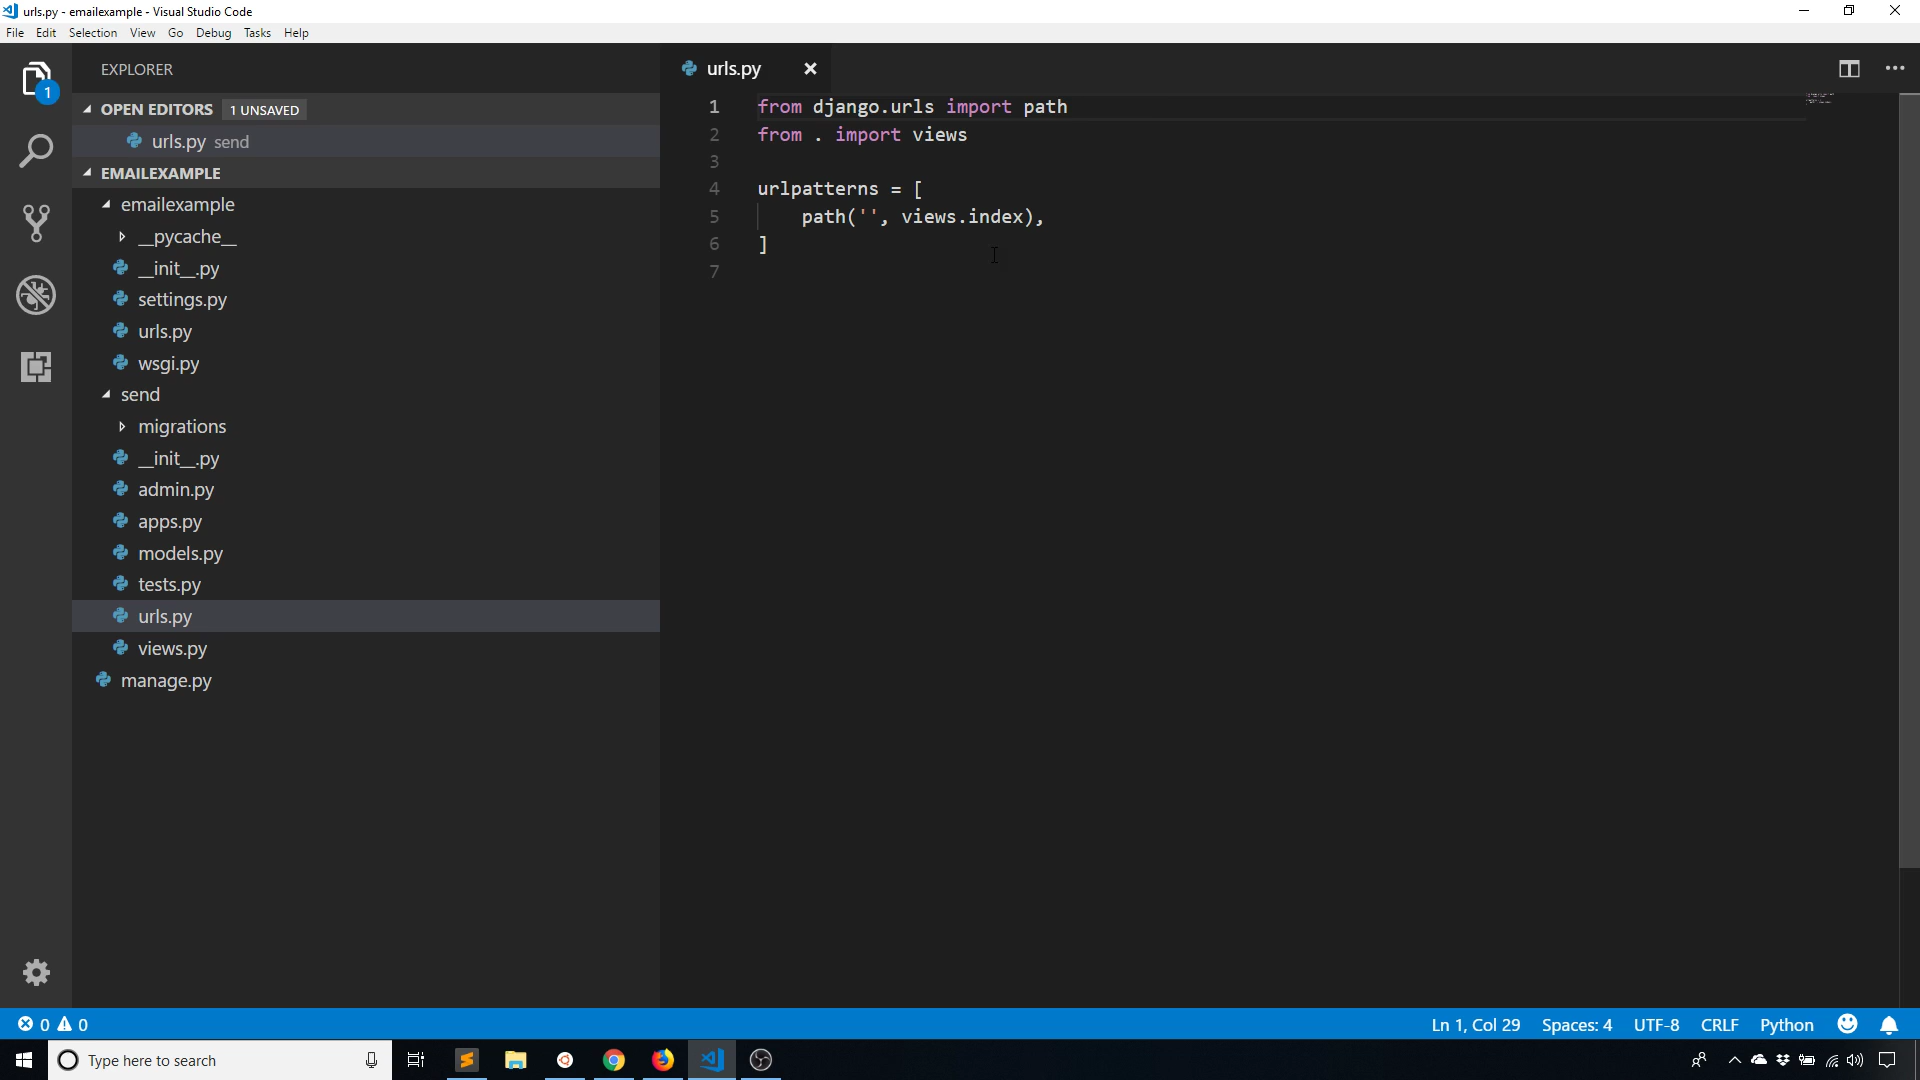 urls.py - emailexample - Visual Studio Code
File Edit Selection View Go Debug Tasks Help
EXPLORER
1
OPEN EDITORS 1 UNSAVED
urls.py send
EMAILEXAMPLE
emailexample
__pycache__
__init__.py
settings.py
urls.py
wsgi.py
send
migrations
__init__.py
admin.py
apps.py
models.py
tests.py
urls.py
views.py
manage.py
urls.py
1 from django.urls import path
2 from . import views
3
4 urlpatterns = [
5     path('', views.index),
6 ]
7
0 0 Ln 1, Col 29 Spaces: 4 UTF-8 CRLF Python
Type here to search